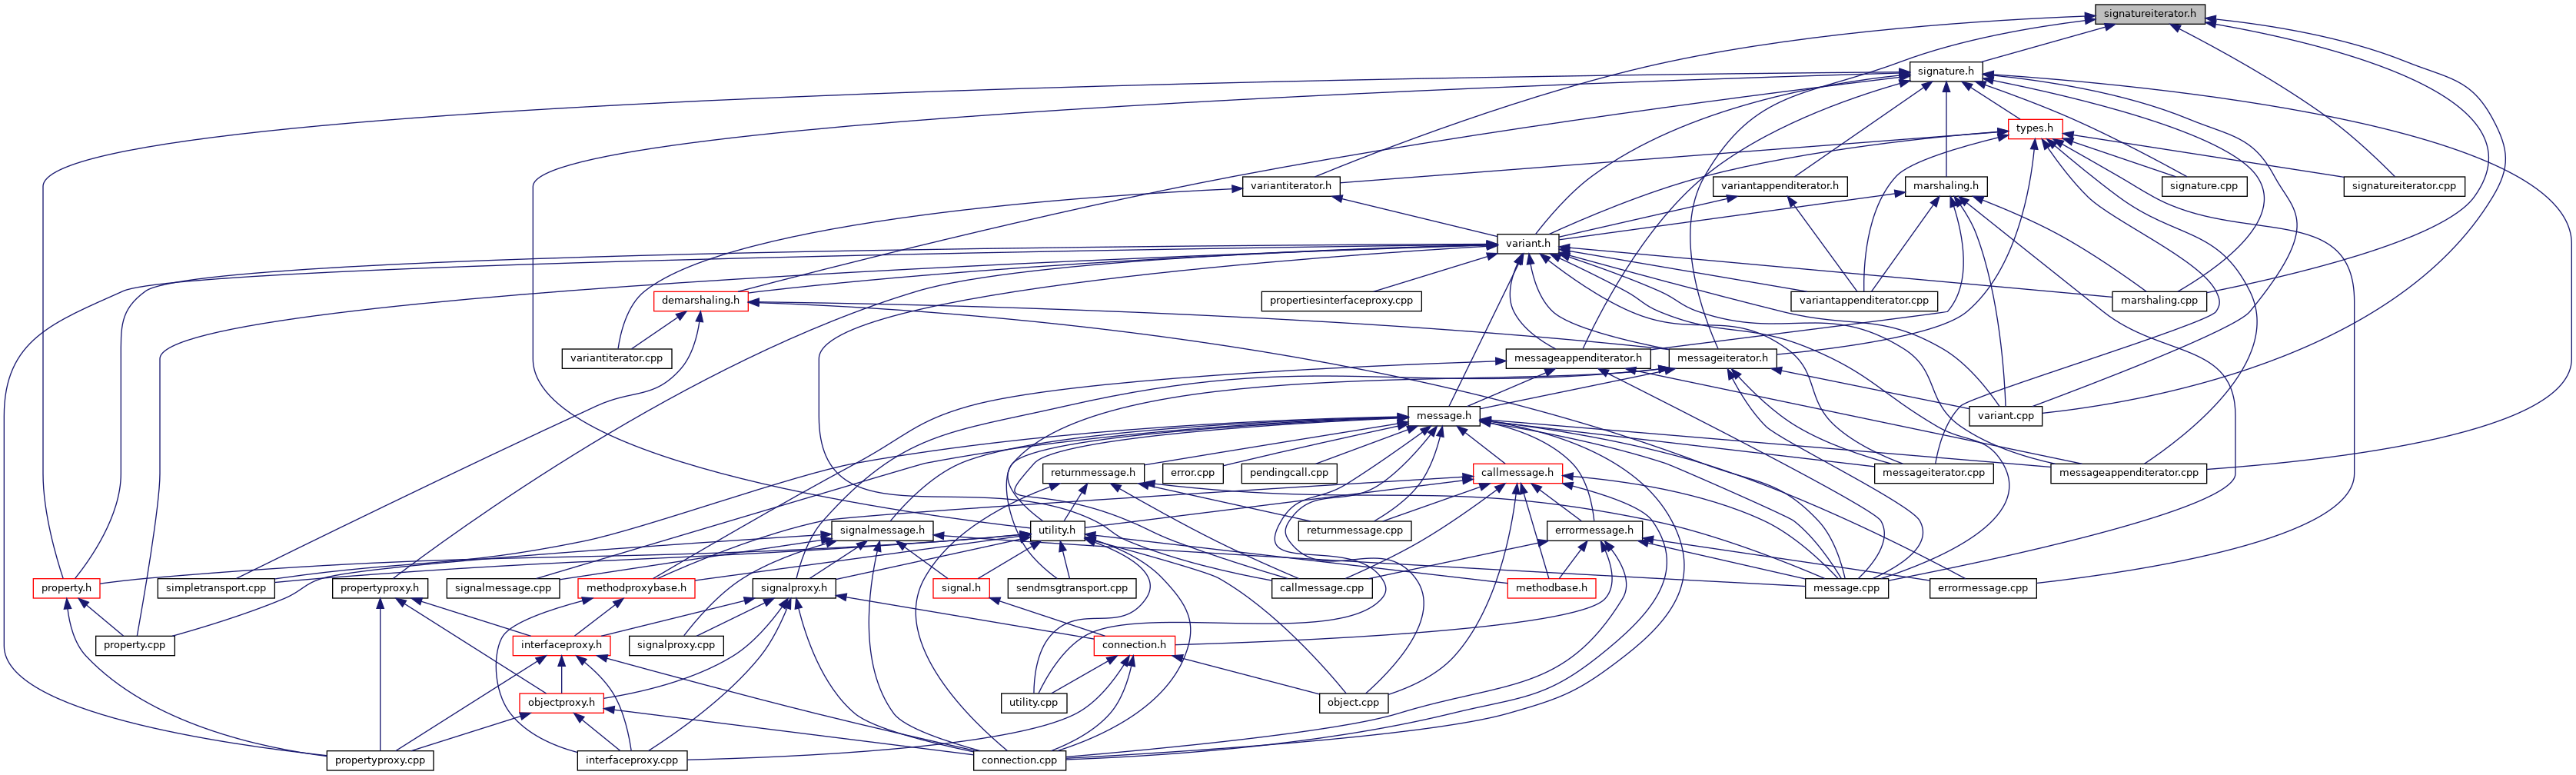 signatureiterator.h
signature.h
types.h
variantiterator.h
variantappenditerator.h
marshaling.h
signature.cpp
signatureiterator.cpp
variant.h
demarshaling.h
propertiesinterfaceproxy.cpp
variantappenditerator.cpp
marshaling.cpp
variantiterator.cpp
messageappenditerator.h
messageiterator.h
message.h
variant.cpp
returnmessage.h
error.cpp
pendingcall.cpp
callmessage.h
messageiterator.cpp
messageappenditerator.cpp
signalmessage.h
utility.h
returnmessage.cpp
errormessage.h
property.h
simpletransport.cpp
propertyproxy.h
signalmessage.cpp
methodproxybase.h
signalproxy.h
signal.h
sendmsgtransport.cpp
callmessage.cpp
methodbase.h
message.cpp
errormessage.cpp
property.cpp
interfaceproxy.h
signalproxy.cpp
connection.h
objectproxy.h
utility.cpp
object.cpp
propertyproxy.cpp
interfaceproxy.cpp
connection.cpp